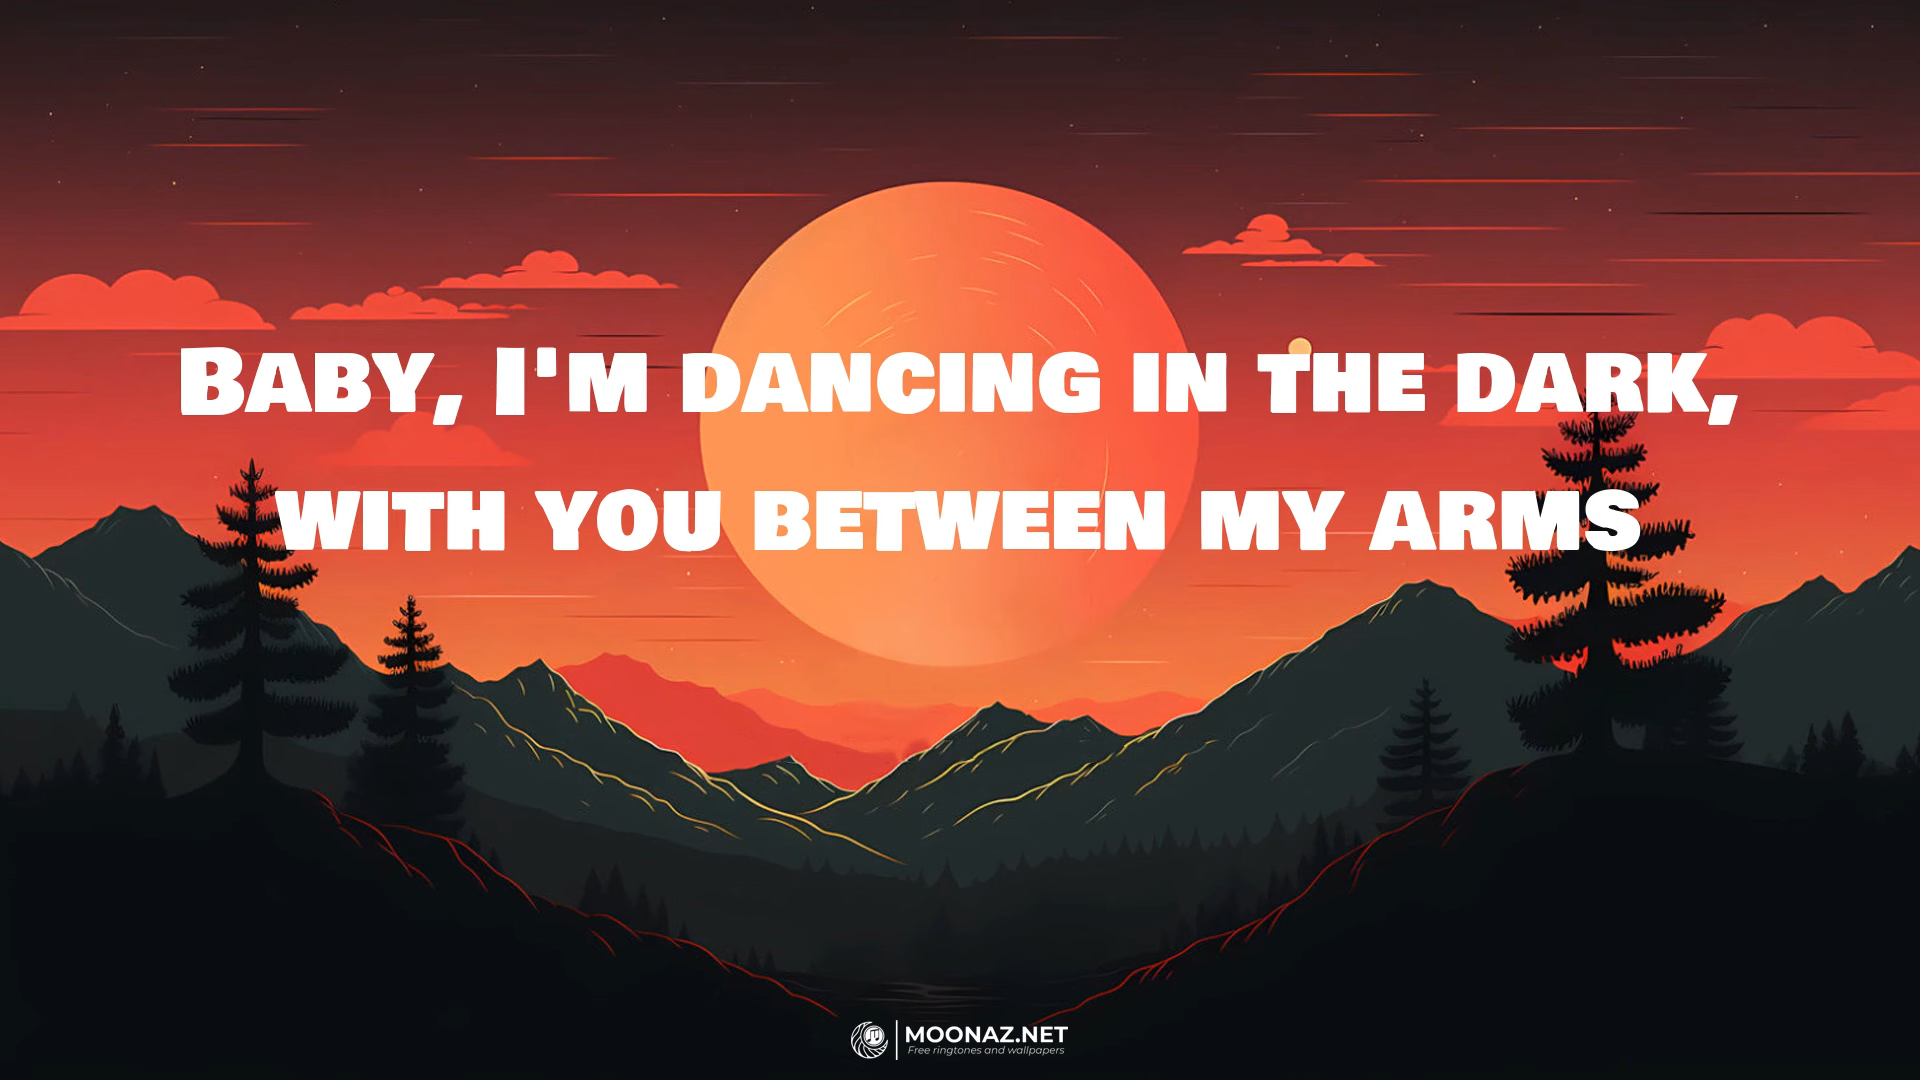 Baby, I'm dancing in the dark,
with you between my arms
MOONAZ.NET
Free ringtones and wallpapers